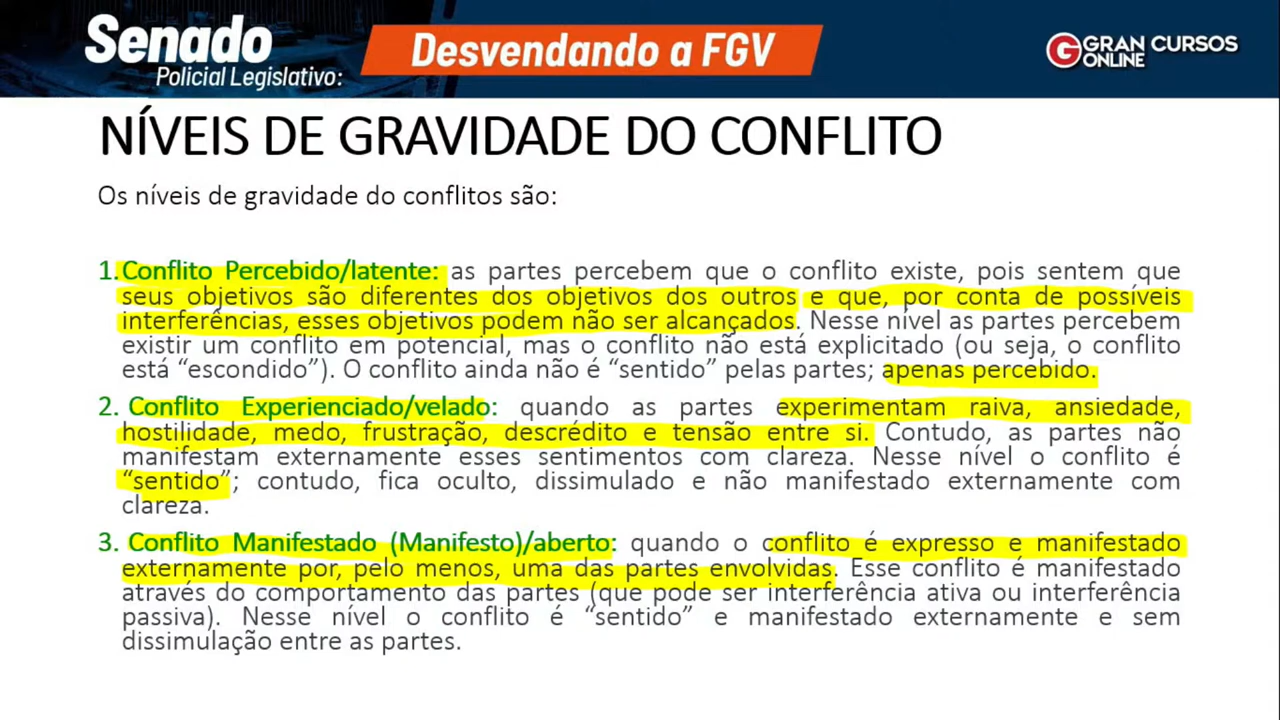 Senado
Policial Legislativo:
Desvendando a FGV
GRAN CURSOS
ONLINE
NÍVEIS DE GRAVIDADE DO CONFLITO
Os níveis de gravidade do conflitos são:
1. Conflito Percebido/latente: as partes percebem que o conflito existe, pois sentem que
seus objetivos são diferentes dos objetivos dos outros e que, por conta de possíveis
interferências, esses objetivos podem não ser alcançados. Nesse nível as partes percebem
existir um conflito em potencial, mas o conflito não está explicitado (ou seja, o conflito
está “escondido”). O conflito ainda não é “sentido” pelas partes; apenas percebido.
2. Conflito Experienciado/velado: quando as partes experimentam raiva, ansiedade,
hostilidade, medo, frustração, descrédito e tensão entre si. Contudo, as partes não
manifestam externamente esses sentimentos com clareza. Nesse nível o conflito é
“sentido”; contudo, fica oculto, dissimulado e não manifestado externamente com
clareza.
3. Conflito Manifestado (Manifesto)/aberto: quando o conflito é expresso e manifestado
externamente por, pelo menos, uma das partes envolvidas. Esse conflito é manifestado
através do comportamento das partes (que pode ser interferência ativa ou interferência
passiva). Nesse nível o conflito é “sentido” e manifestado externamente e sem
dissimulação entre as partes.